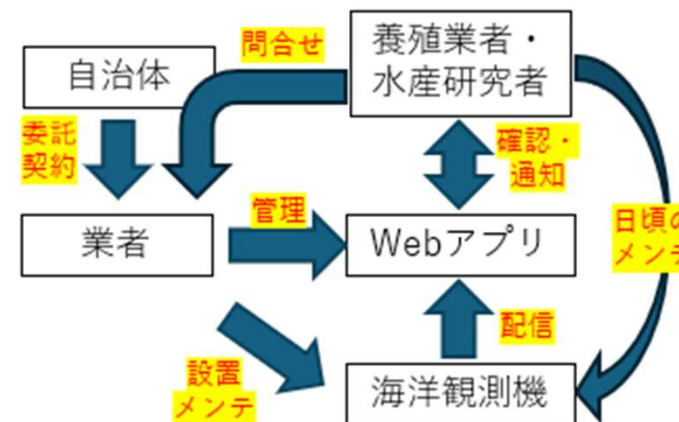 問合せ
養殖業者・
水産研究者
自治体
委託
契約
確認・
通知
管理
業者
Webアプリ
日頃の
メンテ
配信
設置
メンテ
海洋観測機